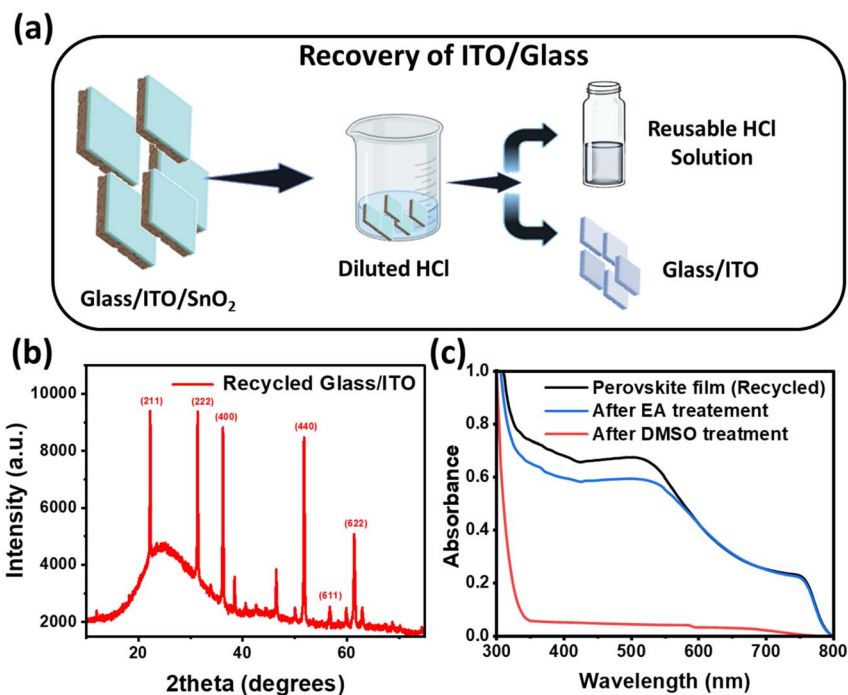 (a)
Recovery of ITO/Glass
Reusable HCl
Solution
Diluted HCl
Glass/ITO
Glass/ITO/SnO₂
(b)
Recycled Glass/ITO
(211)
(222)
(400)
(440)
(622)
(611)
10000
8000
6000
4000
2000
Intensity (a.u.)
20
40
60
2theta (degrees)
(c)
Perovskite film (Recycled)
After EA treatement
After DMSO treatment
1.0
0.8
0.6
0.4
0.2
0.0
Absorbance
300
400
500
600
700
800
Wavelength (nm)